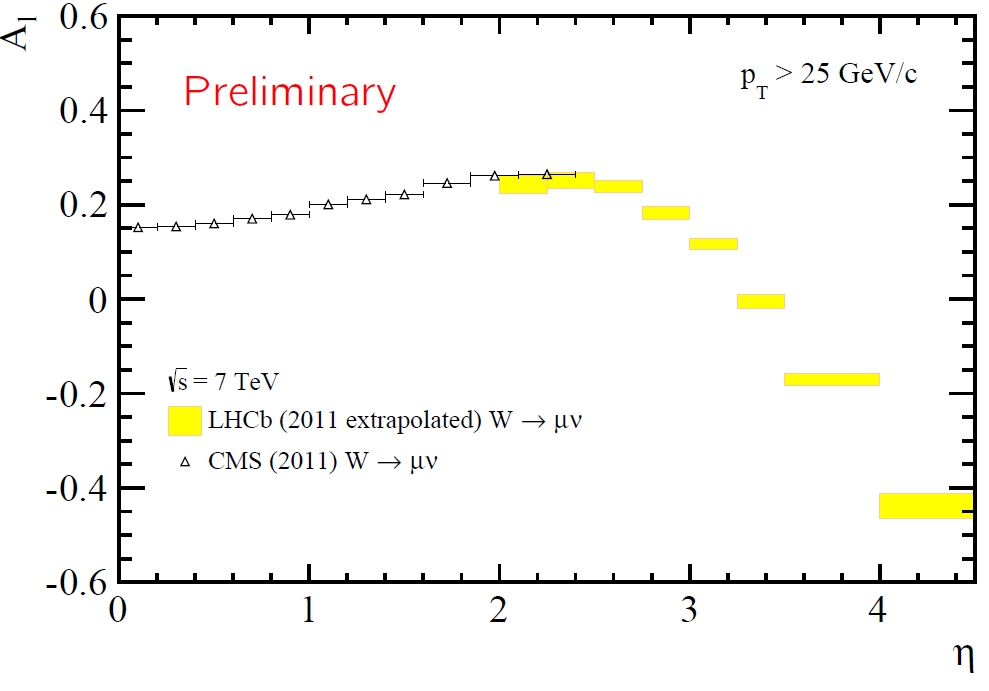 A_l
0.6
0.4
0.2
0
-0.2
-0.4
-0.6
Preliminary
p_T > 25 GeV/c
√s = 7 TeV
LHCb (2011 extrapolated) W → μν
CMS (2011) W → μν
0 1 2 3 4
η